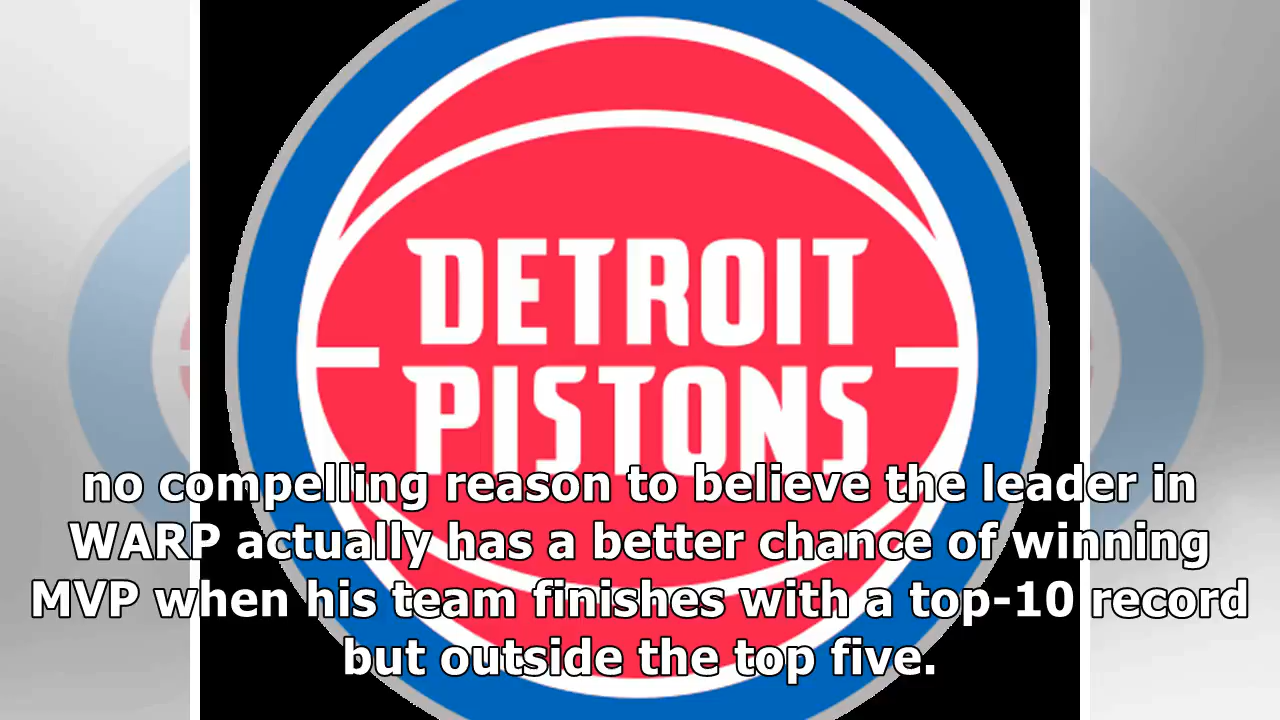 DETROIT
PISTONS
no compelling reason to believe the leader in
WARP actually has a better chance of winning
MVP when his team finishes with a top-10 record
but outside the top five.